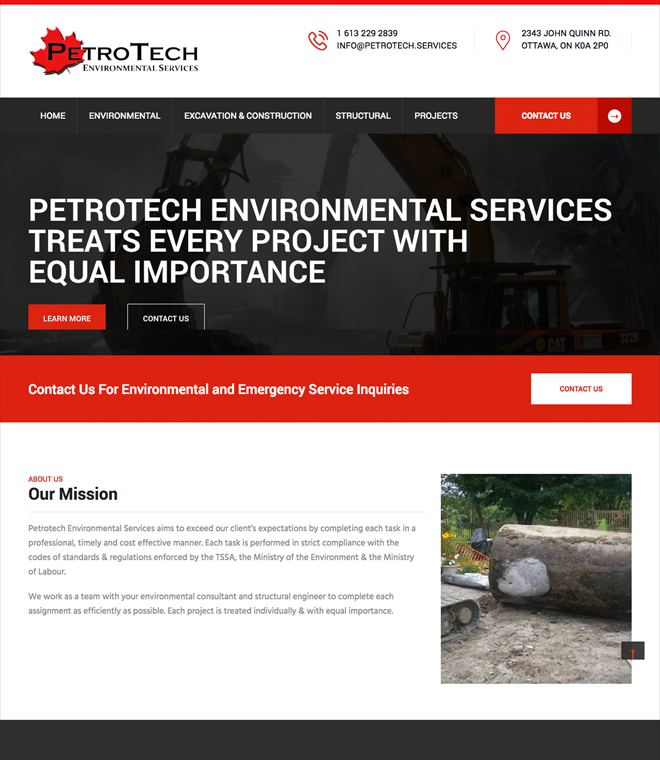 PETROTECH
ENVIRONMENTAL SERVICES
1 613 229 2839
INFO@PETROTECH.SERVICES
2343 JOHN QUINN RD.
OTTAWA, ON K0A 2P0
HOME
ENVIRONMENTAL
EXCAVATION & CONSTRUCTION
STRUCTURAL
PROJECTS
CONTACT US
PETROTECH ENVIRONMENTAL SERVICES
TREATS EVERY PROJECT WITH
EQUAL IMPORTANCE
LEARN MORE
CONTACT US
CAT
322B
Contact Us For Environmental and Emergency Service Inquiries
CONTACT US
ABOUT US
Our Mission
Petrotech Environmental Services aims to exceed our client's expectations by completing each task in a
professional, timely and cost effective manner. Each task is performed in strict compliance with the
codes of standards & regulations enforced by the TSSA, the Ministry of the Environment & the Ministry
of Labour.
We work as a team with your environmental consultant and structural engineer to complete each
assignment as efficiently as possible. Each project is treated individually & with equal importance.